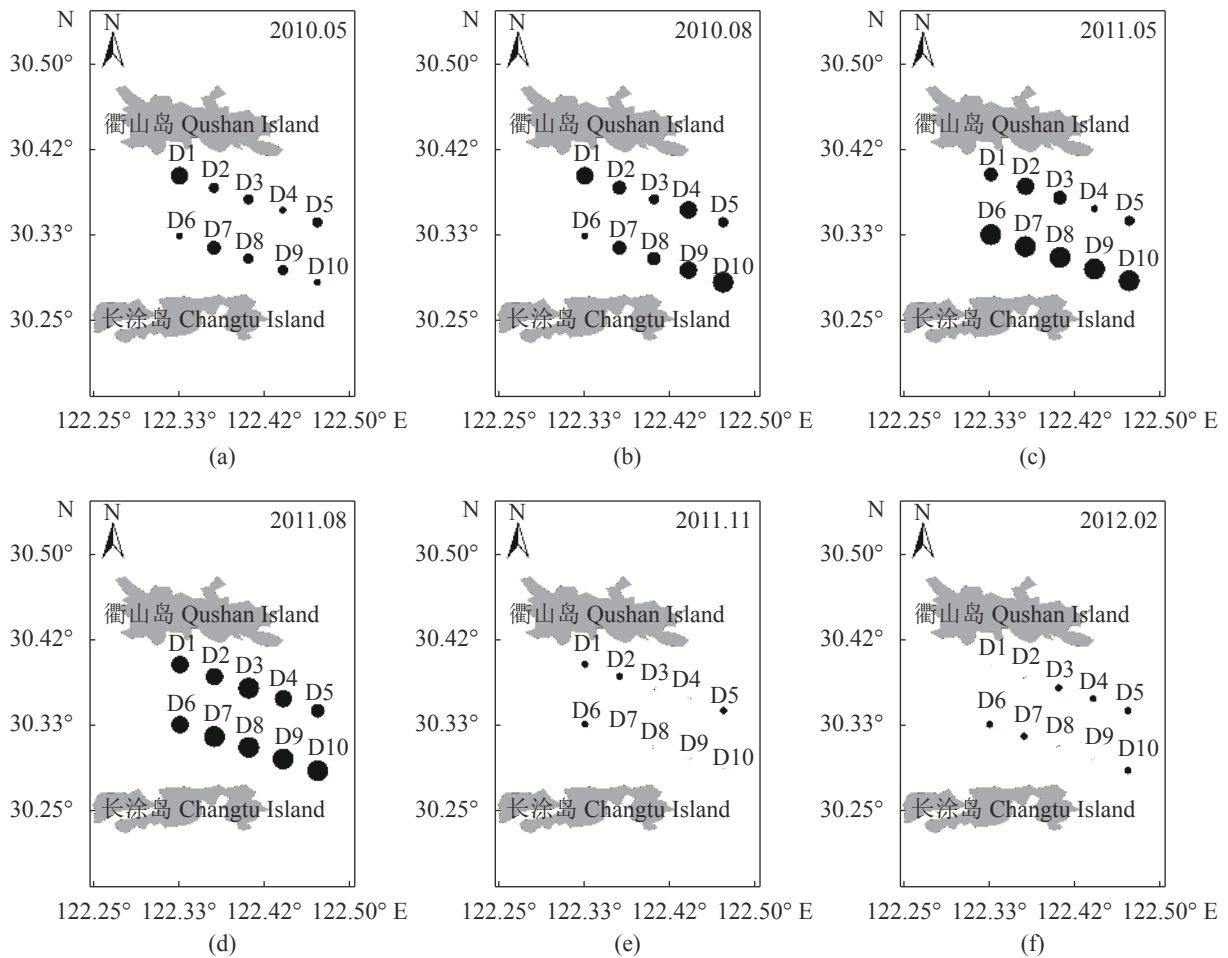 N
N
2010.05
30.50°
衢山岛 Qushan Island
30.42°
D1
D2
D3
D4
D5
D6
D7
30.33°
D8
D9
D10
30.25°
长涂岛 Changtu Island
122.25° 122.33° 122.42° 122.50° E
(a)
N
N
2010.08
30.50°
衢山岛 Qushan Island
30.42°
D1
D2
D3
D4
D5
D6
D7
30.33°
D8
D9
D10
30.25°
长涂岛 Changtu Island
122.25° 122.33° 122.42° 122.50° E
(b)
N
N
2011.05
30.50°
衢山岛 Qushan Island
30.42°
D1
D2
D3
D4
D5
D6
D7
30.33°
D8
D9
D10
30.25°
长涂岛 Changtu Island
122.25° 122.33° 122.42° 122.50° E
(c)
N
N
2011.08
30.50°
衢山岛 Qushan Island
30.42°
D1
D2
D3
D4
D5
D6
D7
30.33°
D8
D9
D10
30.25°
长涂岛 Changtu Island
122.25° 122.33° 122.42° 122.50° E
(d)
N
N
2011.11
30.50°
衢山岛 Qushan Island
30.42°
D1
D2
D3
D4
D5
D6
D7
30.33°
D8
D9
D10
30.25°
长涂岛 Changtu Island
122.25° 122.33° 122.42° 122.50° E
(e)
N
N
2012.02
30.50°
衢山岛 Qushan Island
30.42°
D1
D2
D3
D4
D5
D6
D7
30.33°
D8
D9
D10
30.25°
长涂岛 Changtu Island
122.25° 122.33° 122.42° 122.50° E
(f)